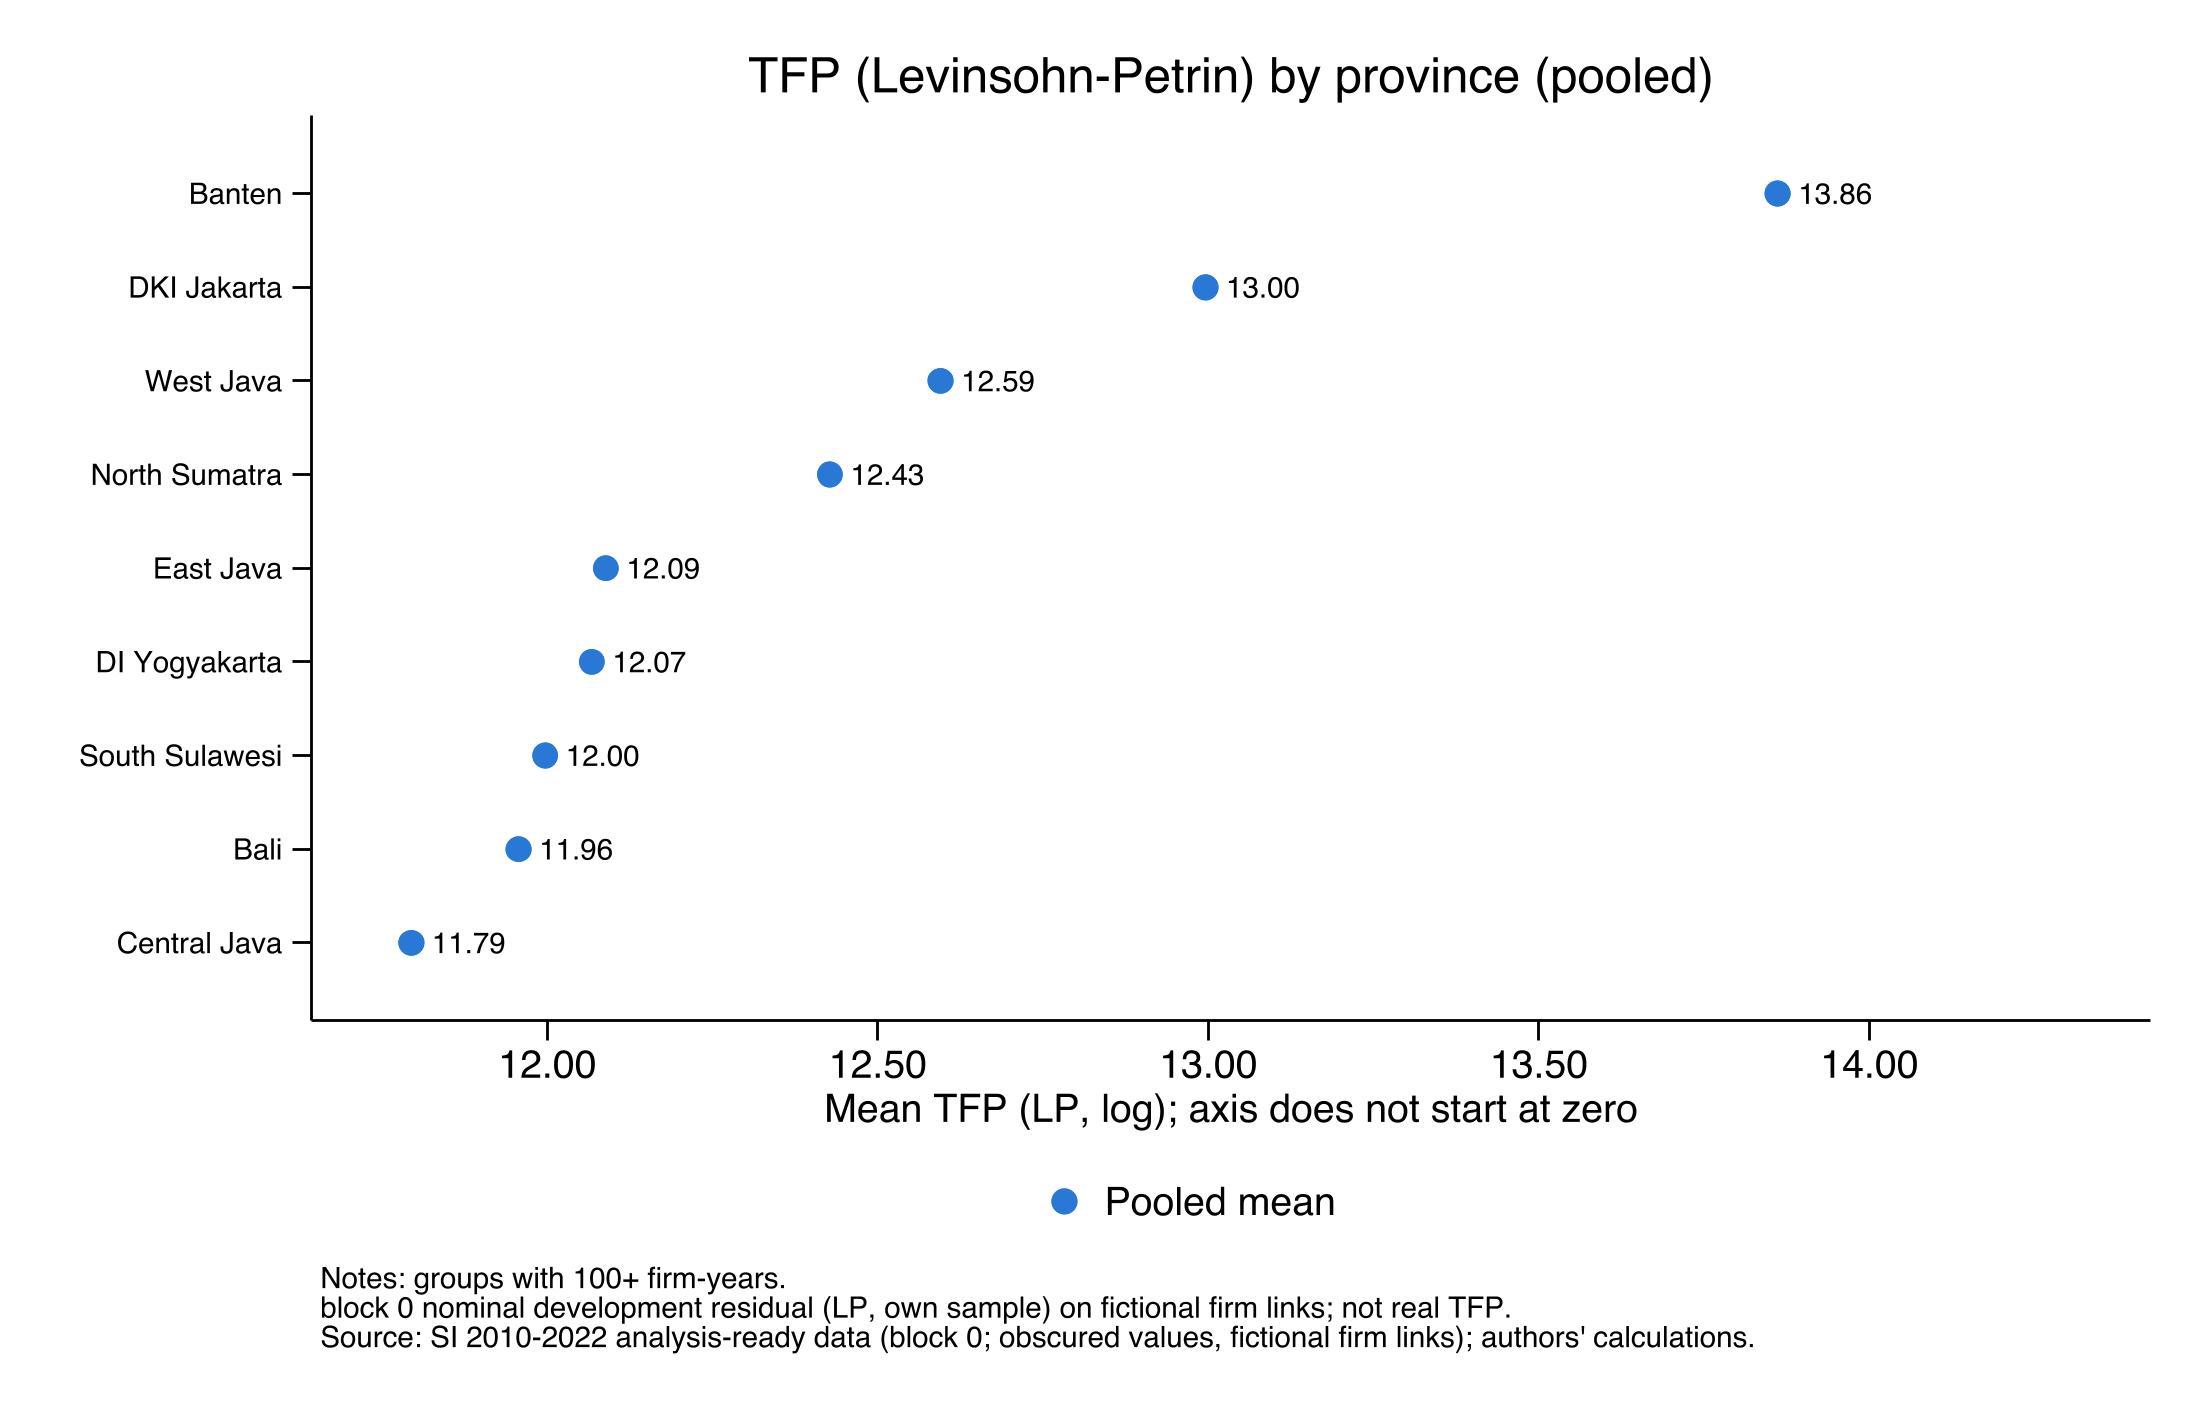 TFP (Levinsohn-Petrin) by province (pooled)
Banten 13.86
DKI Jakarta 13.00
West Java 12.59
North Sumatra 12.43
East Java 12.09
DI Yogyakarta 12.07
South Sulawesi 12.00
Bali 11.96
Central Java 11.79
12.00 12.50 13.00 13.50 14.00
Mean TFP (LP, log); axis does not start at zero
Pooled mean
Notes: groups with 100+ firm-years.
block 0 nominal development residual (LP, own sample) on fictional firm links; not real TFP.
Source: SI 2010-2022 analysis-ready data (block 0; obscured values, fictional firm links); authors' calculations.